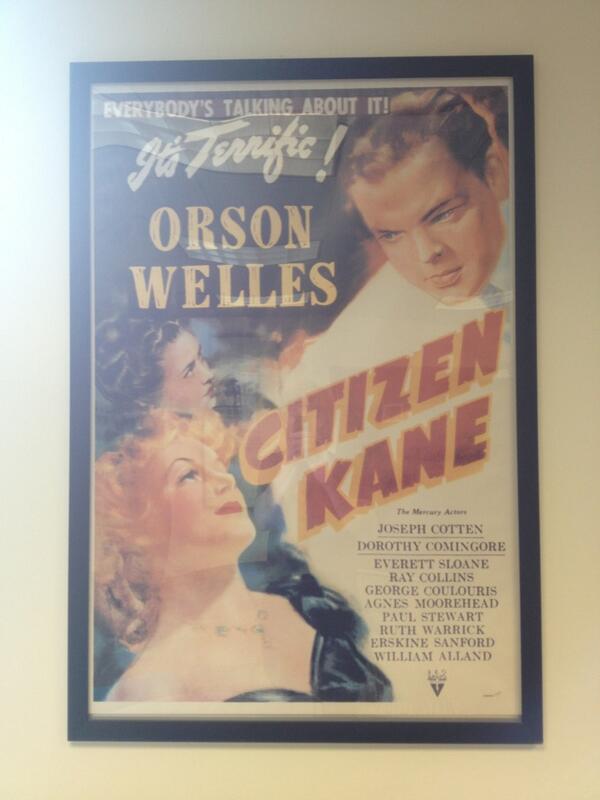 EVERYBODY'S TALKING ABOUT IT!
It's Terrific!
ORSON
WELLES
CITIZEN
KANE
The Mercury Actors
JOSEPH COTTEN
DOROTHY COMINGORE
EVERETT SLOANE
RAY COLLINS
GEORGE COULOURIS
AGNES MOOREHEAD
PAUL STEWART
RUTH WARRICK
ERSKINE SANFORD
WILLIAM ALLAND